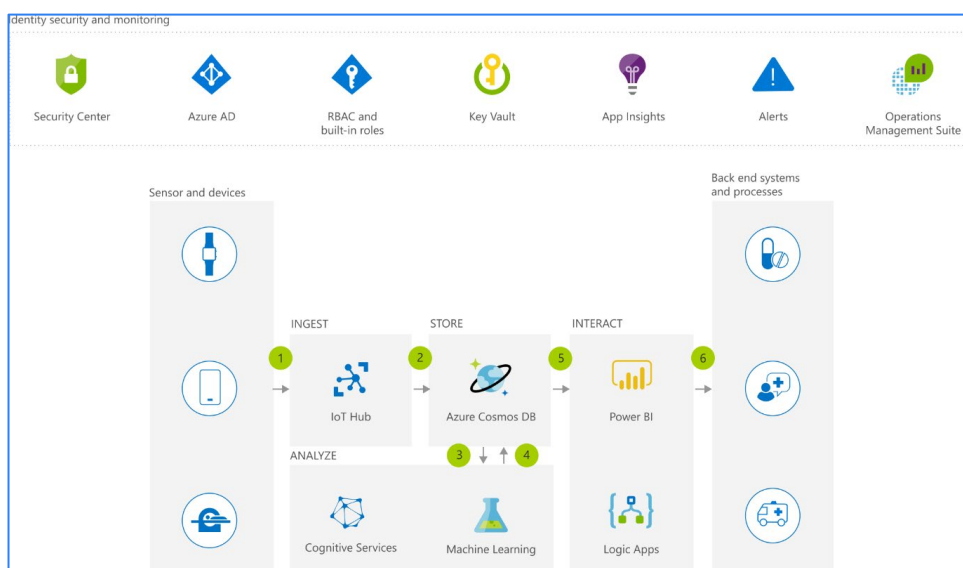 dentity security and monitoring
Security Center
Azure AD
RBAC and
built-in roles
Key Vault
App Insights
Alerts
Operations
Management Suite
Sensor and devices
Back end systems
and processes
INGEST
STORE
INTERACT
1
2
5
6
IoT Hub
Azure Cosmos DB
Power BI
ANALYZE
3
4
Cognitive Services
Machine Learning
Logic Apps